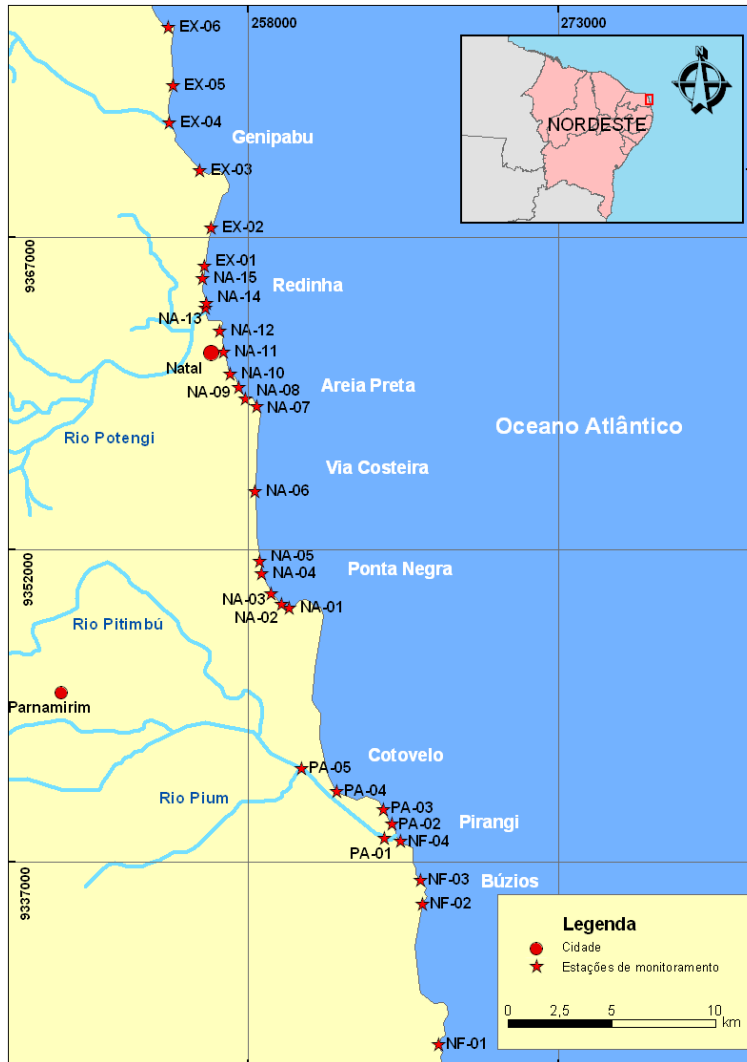 258000
273000
EX-06
N
EX-05
NORDESTE
EX-04
Genipabu
EX-03
EX-02
9367000
EX-01
NA-15
Redinha
NA-14
NA-13
NA-12
NA-11
Natal
NA-10
NA-09
NA-08
Areia Preta
NA-07
Oceano Atlântico
Rio Potengi
Via Costeira
NA-06
9352000
NA-05
NA-04
Ponta Negra
NA-03
NA-02
NA-01
Rio Pitimbú
Parnamirim
Cotovelo
PA-05
PA-04
Rio Pium
PA-03
PA-02
Pirangi
PA-01
NF-04
9337000
NF-03
Búzios
NF-02
Legenda
Cidade
Estações de monitoramento
0 2,5 5 10
km
NF-01